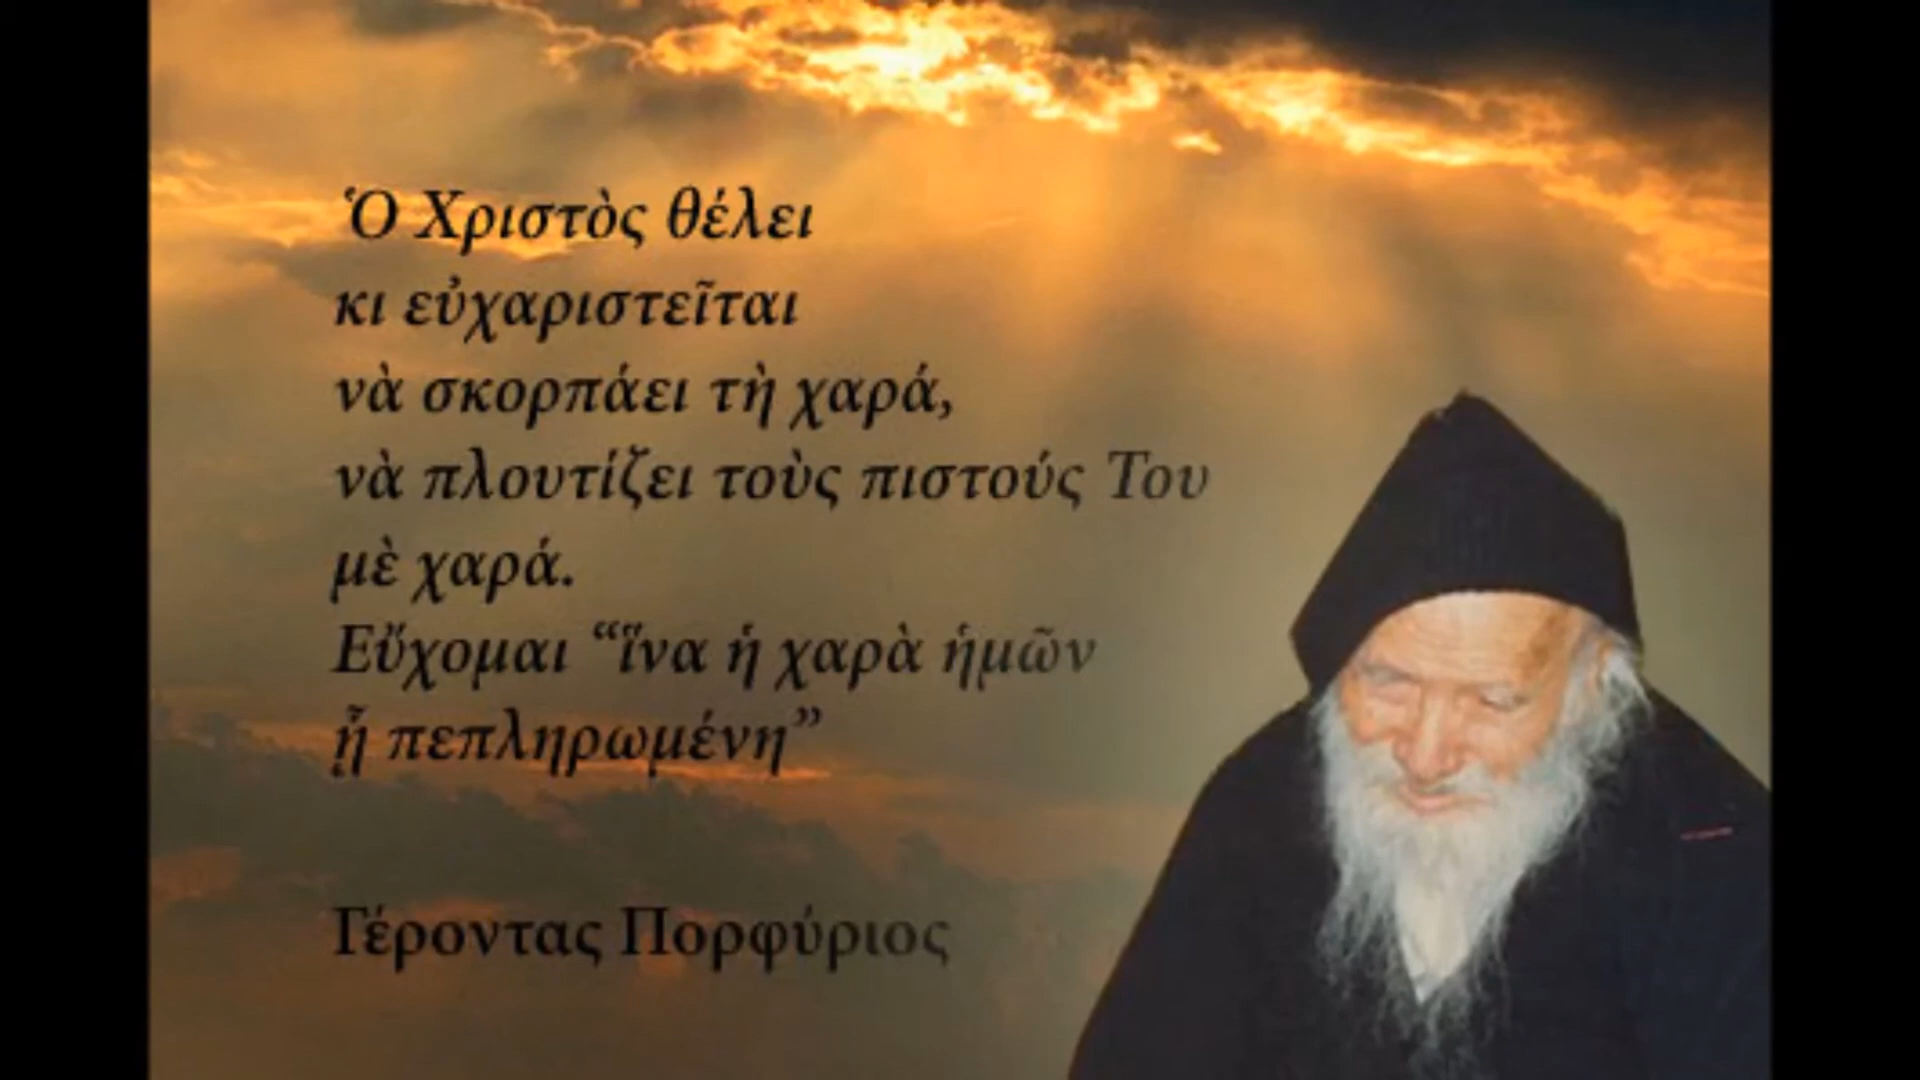 Ὁ Χριστὸς θέλει
κι εὐχαριστεῖται
νὰ σκορπάει τὴ χαρά,
νὰ πλουτίζει τοὺς πιστούς Του
μὲ χαρά.
Εὔχομαι “ἵνα ἡ χαρὰ ἡμῶν
ᾖ πεπληρωμένη”
Γέροντας Πορφύριος